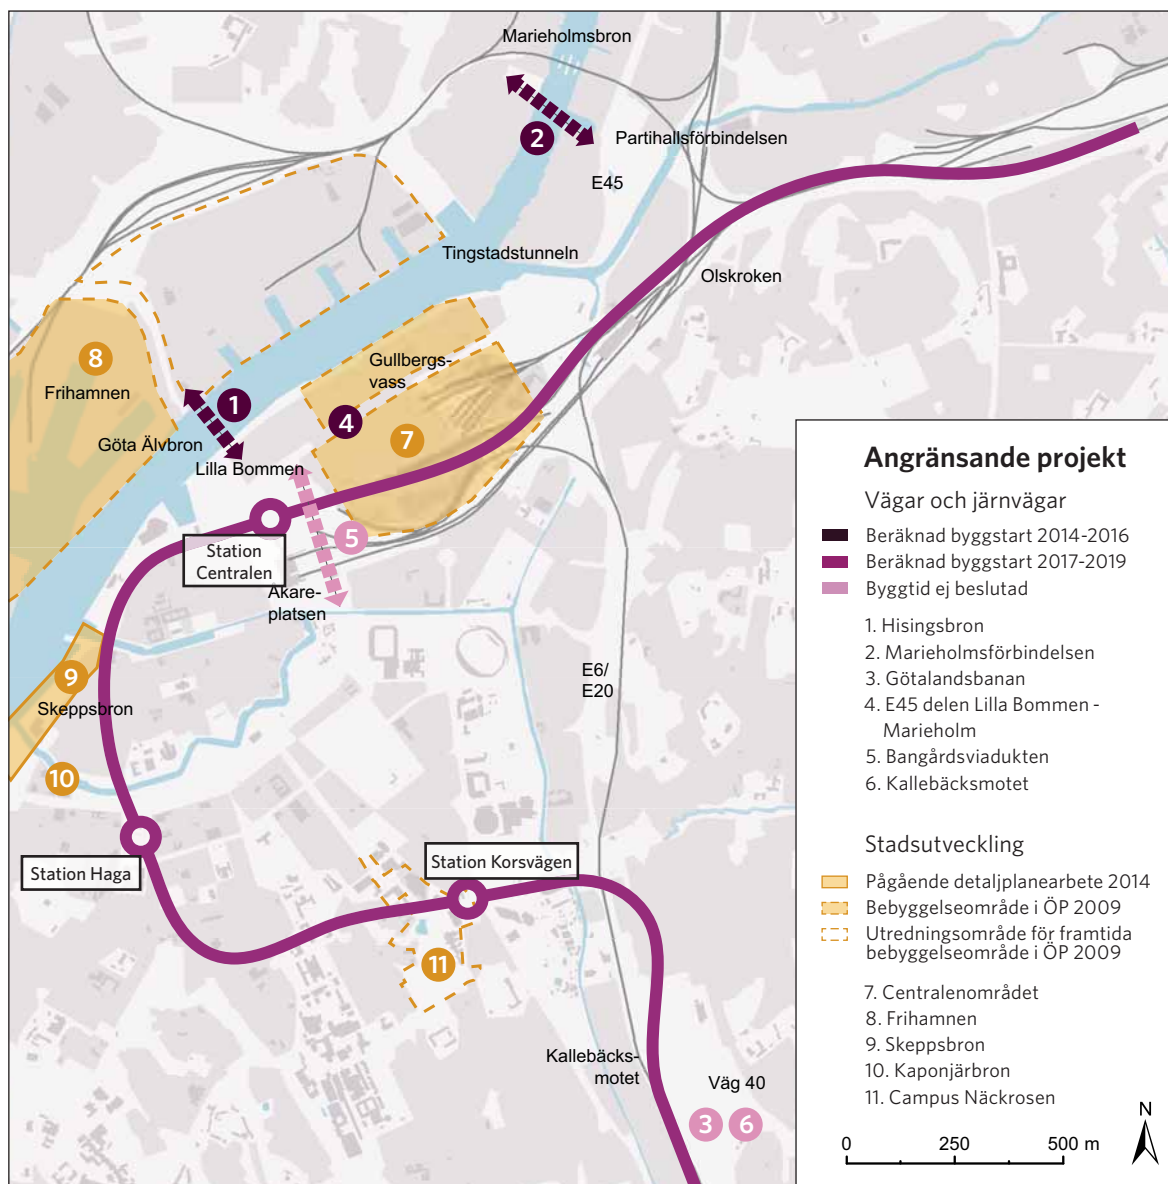 Marieholmsbron
2
Partihallsförbindelsen
E45
Tingstadstunneln
Olskroken
8
Frihamnen
Gullbergs-
vass
1
4
7
Göta Älvbron
Lilla Bommen
5
Station
Centralen
Åkare-
platsen
9
Skeppsbron
E6/
E20
10
Station Haga
Station Korsvägen
11
Kallebäcks-
motet
Väg 40
3
6
Angränsande projekt
Vägar och järnvägar
Beräknad byggstart 2014-2016
Beräknad byggstart 2017-2019
Byggtid ej beslutad
1. Hisingsbron
2. Marieholmsförbindelsen
3. Götalandsbanan
4. E45 delen Lilla Bommen -
Marieholm
5. Bangårdsviadukten
6. Kallebäcksmotet
Stadsutveckling
Pågående detaljplanearbete 2014
Bebyggelseområde i ÖP 2009
Utredningsområde för framtida
bebyggelseområde i ÖP 2009
7. Centralenområdet
8. Frihamnen
9. Skeppsbron
10. Kaponjärbron
11. Campus Näckrosen
N
0 250 500 m